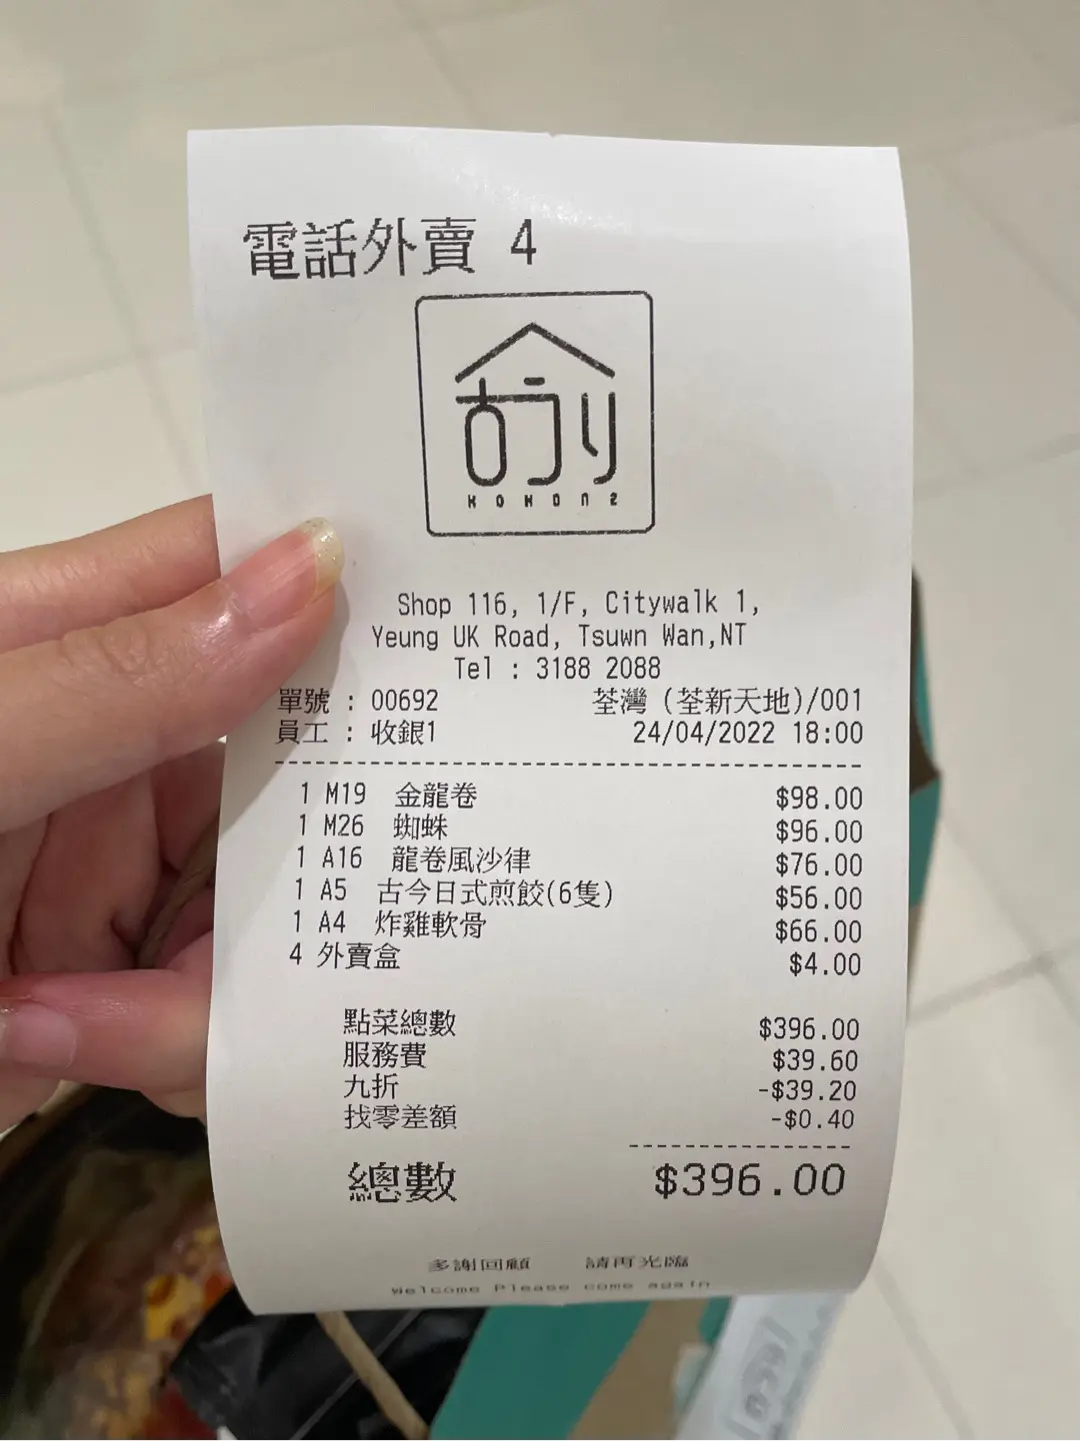 電話外賣 4
KOKON2
Shop 116, 1/F, Citywalk 1,
Yeung UK Road, Tsuwn Wan,NT
Tel : 3188 2088
單號 : 00692 荃灣 (荃新天地)/001
員工 : 收銀1 24/04/2022 18:00
1 M19 金龍卷 $98.00
1 M26 蜘蛛 $96.00
1 A16 龍卷風沙律 $76.00
1 A5 古今日式煎餃(6隻) $56.00
1 A4 炸雞軟骨 $66.00
4 外賣盒 $4.00
點菜總數 $396.00
服務費 $39.60
九折 -$39.20
找零差額 -$0.40
總數 $396.00
多謝回顧 請再光臨
Welcome Please come again